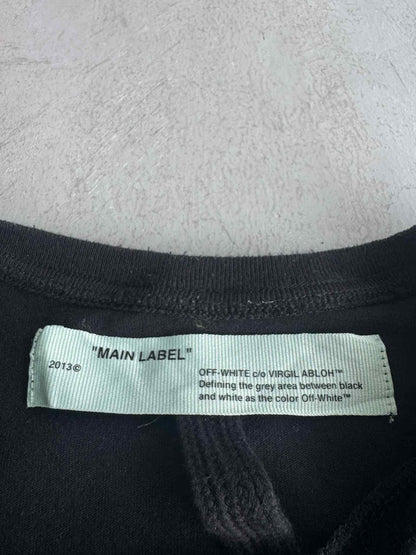 "MAIN LABEL"
2013©
OFF-WHITE c/o VIRGIL ABLOH™
Defining the grey area between black
and white as the color Off-White™